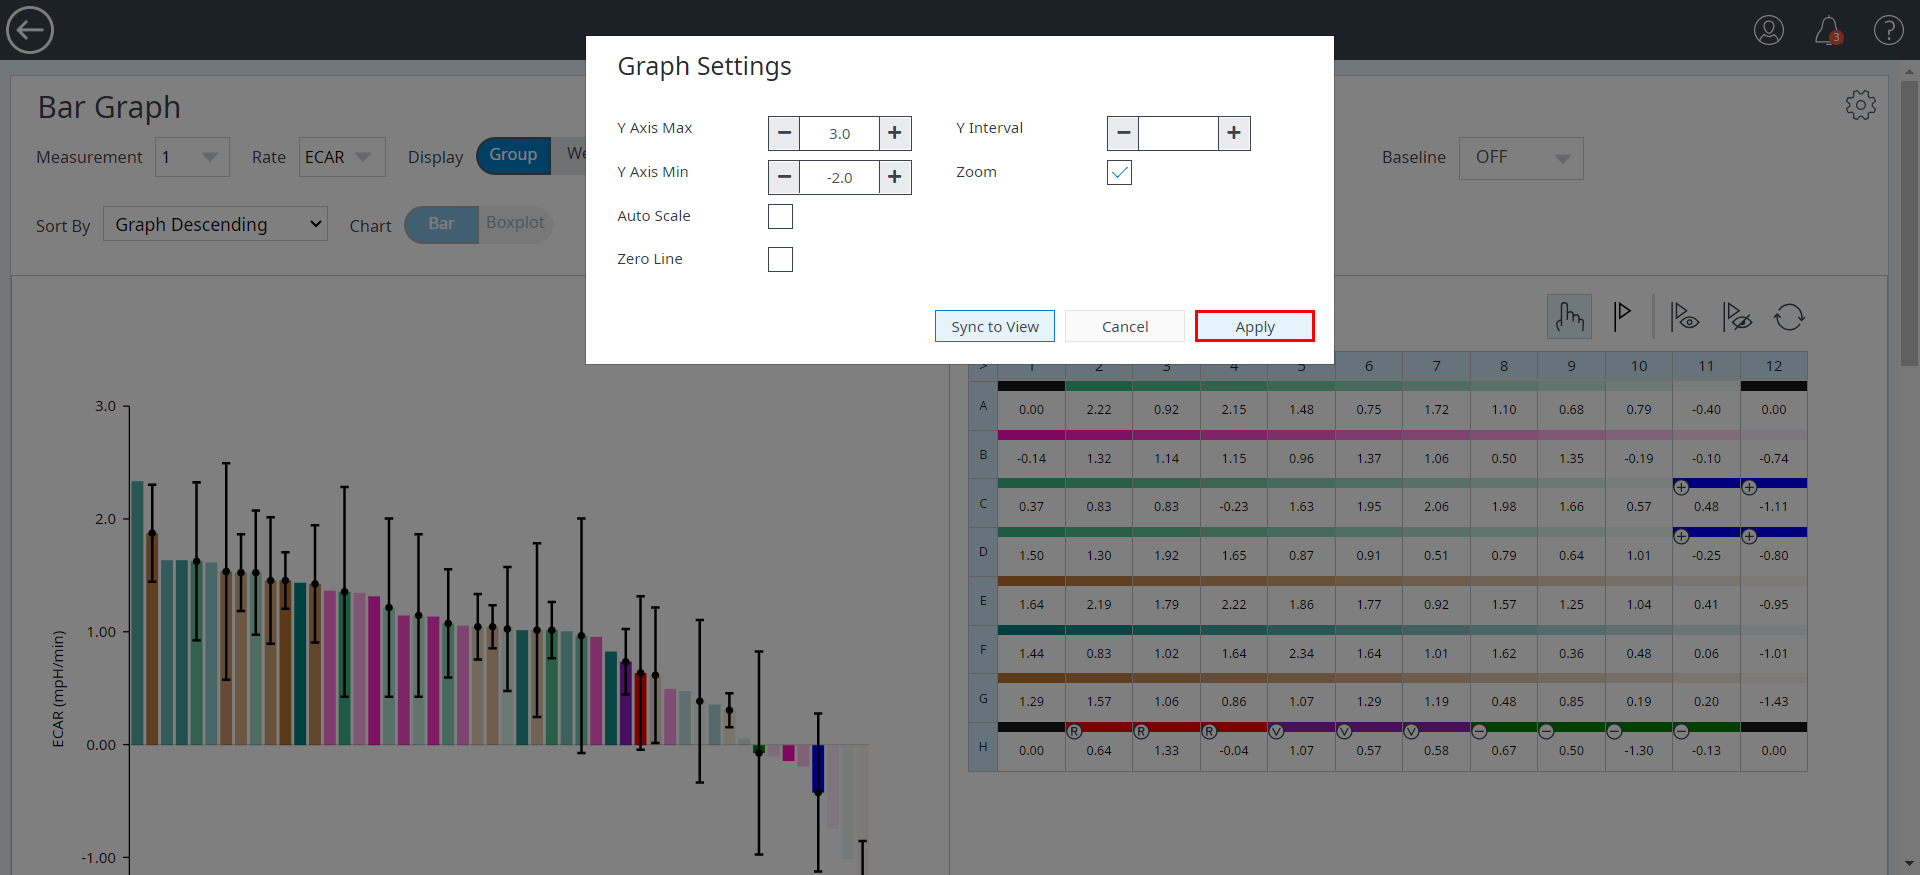 3
Graph Settings
Bar Graph
Y Axis Max 3.0 Y Interval
Measurement 1 Rate ECAR Display Group We Baseline OFF
Y Axis Min -2.0 Zoom
Auto Scale
Sort By Graph Descending Chart Bar Boxplot
Zero Line
Sync to View Cancel Apply
> 1 2 3 4 5 6 7 8 9 10 11 12
A 0.00 2.22 0.92 2.15 1.48 0.75 1.72 1.10 0.68 0.79 -0.40 0.00
B -0.14 1.32 1.14 1.15 0.96 1.37 1.06 0.50 1.35 -0.19 -0.10 -0.74
C 0.37 0.83 0.83 -0.23 1.63 1.95 2.06 1.98 1.66 0.57 0.48 -1.11
D 1.50 1.30 1.92 1.65 0.87 0.91 0.51 0.79 0.64 1.01 -0.25 -0.80
E 1.64 2.19 1.79 2.22 1.86 1.77 0.92 1.57 1.25 1.04 0.41 -0.95
F 1.44 0.83 1.02 1.64 2.34 1.64 1.01 1.62 0.36 0.48 0.06 -1.01
G 1.29 1.57 1.06 0.86 1.07 1.29 1.19 0.48 0.85 0.19 0.20 -1.43
R R R V V V
H 0.00 0.64 1.33 -0.04 1.07 0.57 0.58 0.67 0.50 -1.30 -0.13 0.00
3.0
2.0
1.00
0.00
-1.00
ECAR (mpH/min)